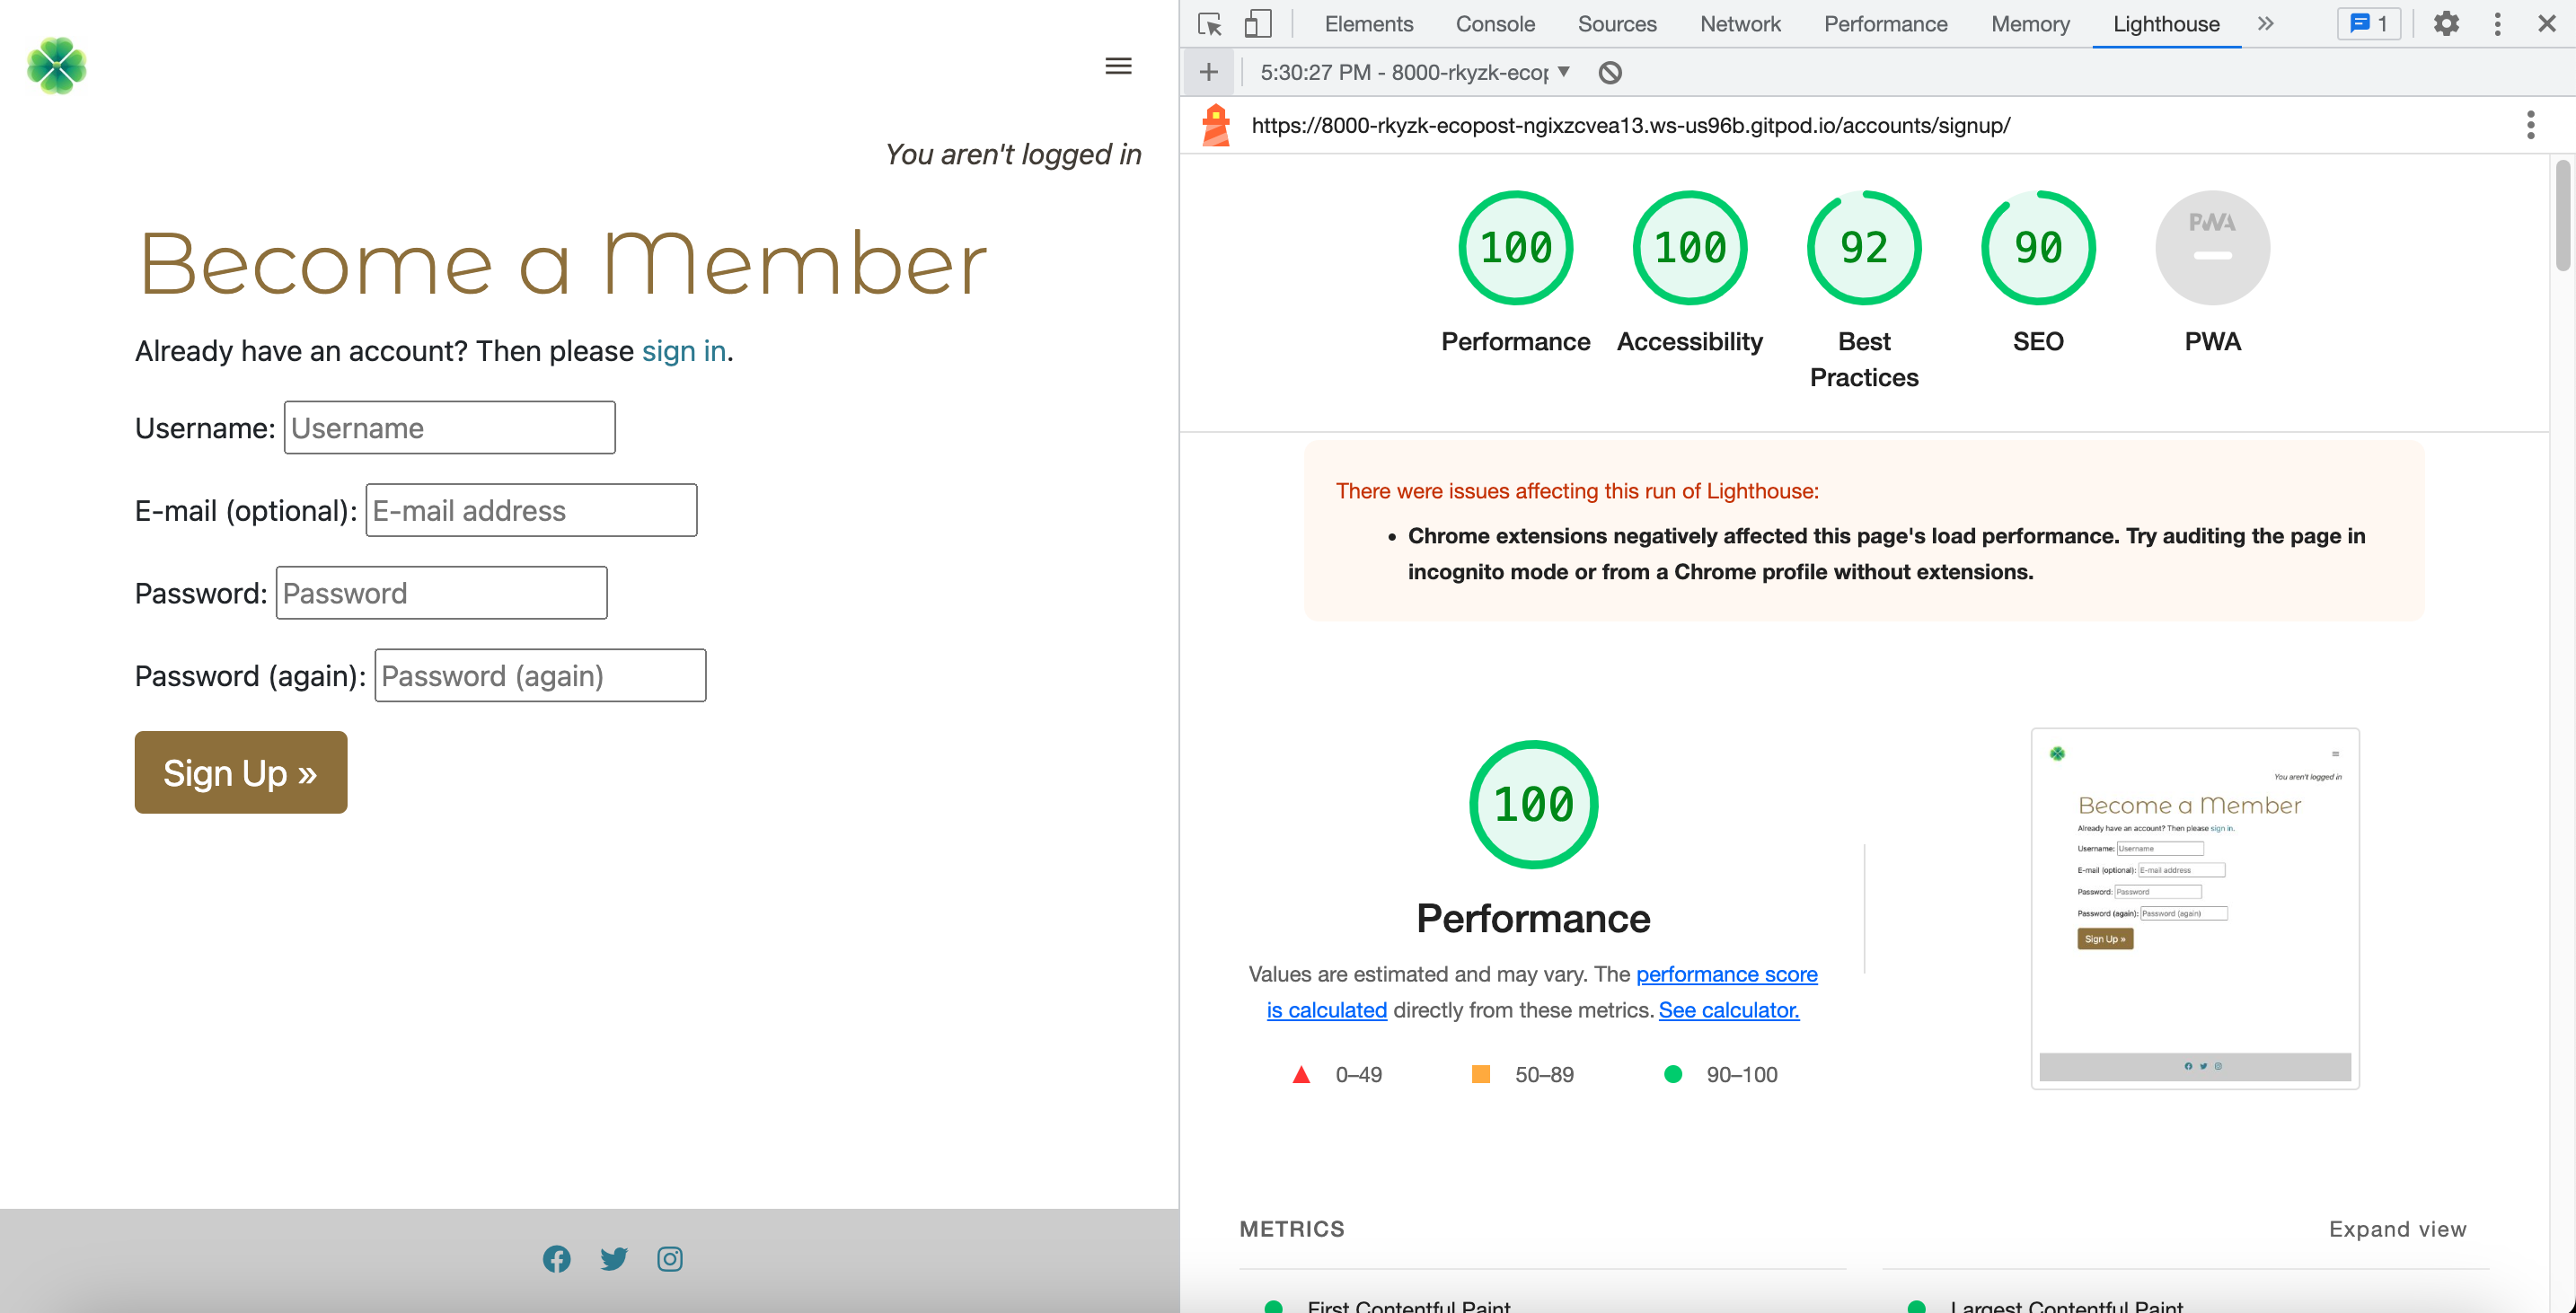 You aren't logged in
Become a Member
Already have an account? Then please sign in.
Username: Username
E-mail (optional): E-mail address
Password: Password
Password (again): Password (again)
Sign Up »
Elements Console Sources Network Performance Memory Lighthouse » 1
+ 5:30:27 PM - 8000-rkyzk-ecop
https://8000-rkyzk-ecopost-ngixzcvea13.ws-us96b.gitpod.io/accounts/signup/
100 100 92 90 PWA
Performance Accessibility Best Practices SEO PWA
There were issues affecting this run of Lighthouse:
• Chrome extensions negatively affected this page's load performance. Try auditing the page in
incognito mode or from a Chrome profile without extensions.
100
Performance
Values are estimated and may vary. The performance score
is calculated directly from these metrics. See calculator.
0–49 50–89 90–100
You aren't logged in
Become a Member
Already have an account? Then please sign in.
Username: Username
E-mail (optional): E-mail address
Password: Password
Password (again): Password (again)
Sign Up »
METRICS Expand view
First Contentful Paint Largest Contentful Paint